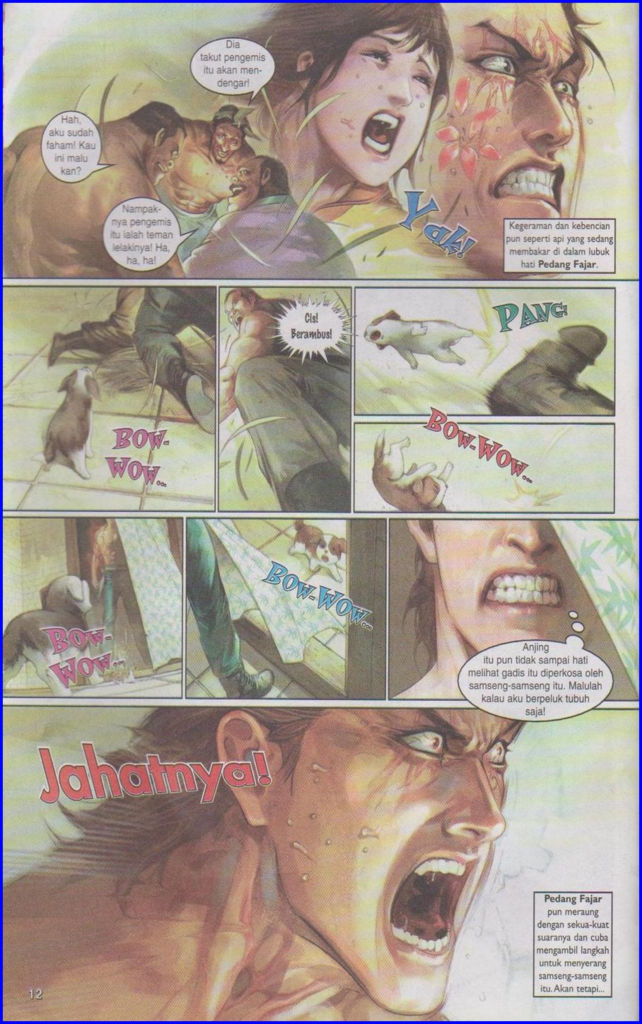 Dia
takut pengemis
itu akan men-
dengar!
Hah,
aku sudah
faham! Kau
ini malu
kan?
Nampak-
nya pengemis
itu ialah teman
lelakinya! Ha,
ha, ha!
Yak!
Kegeraman dan kebencian
pun seperti api yang sedang
membakar di dalam lubuk
hati Pedang Fajar.
BOW-
WOW...
Cis!
Berambus!
PANG!
BOW-WOW...
BOW-
WOW...
BOW-WOW...
Anjing
itu pun tidak sampai hati
melihat gadis itu diperkosa oleh
samseng-samseng itu. Malulah
kalau aku berpeluk tubuh
saja!
Jahatnya!
Pedang Fajar
pun meraung
dengan sekua-kuat
suaranya dan cuba
mengambil langkah
untuk menyerang
samseng-samseng
itu. Akan tetapi...
12